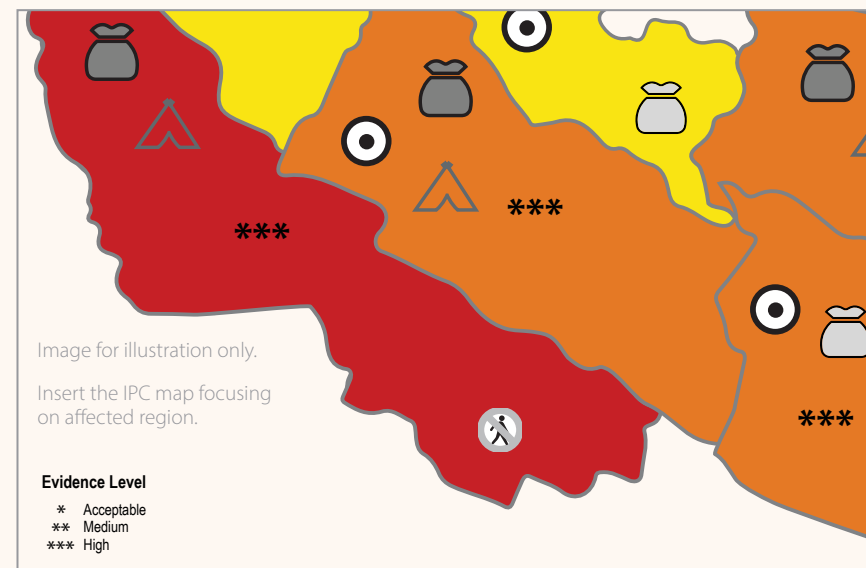 ***
***
***
Image for illustration only.
Insert the IPC map focusing
on affected region.
Evidence Level
* Acceptable
** Medium
*** High